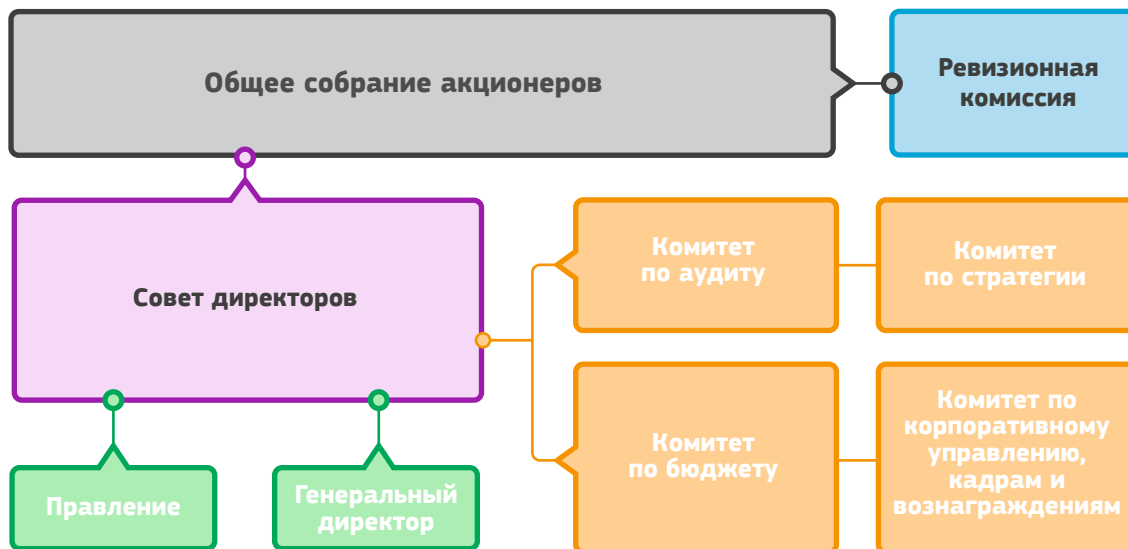 Общее собрание акционеров
Ревизионная
комиссия
Совет директоров
Комитет
по аудиту
Комитет
по стратегии
Комитет
по бюджету
Комитет по
корпоративному
управлению,
кадрам и
вознаграждениям
Правление
Генеральный
директор